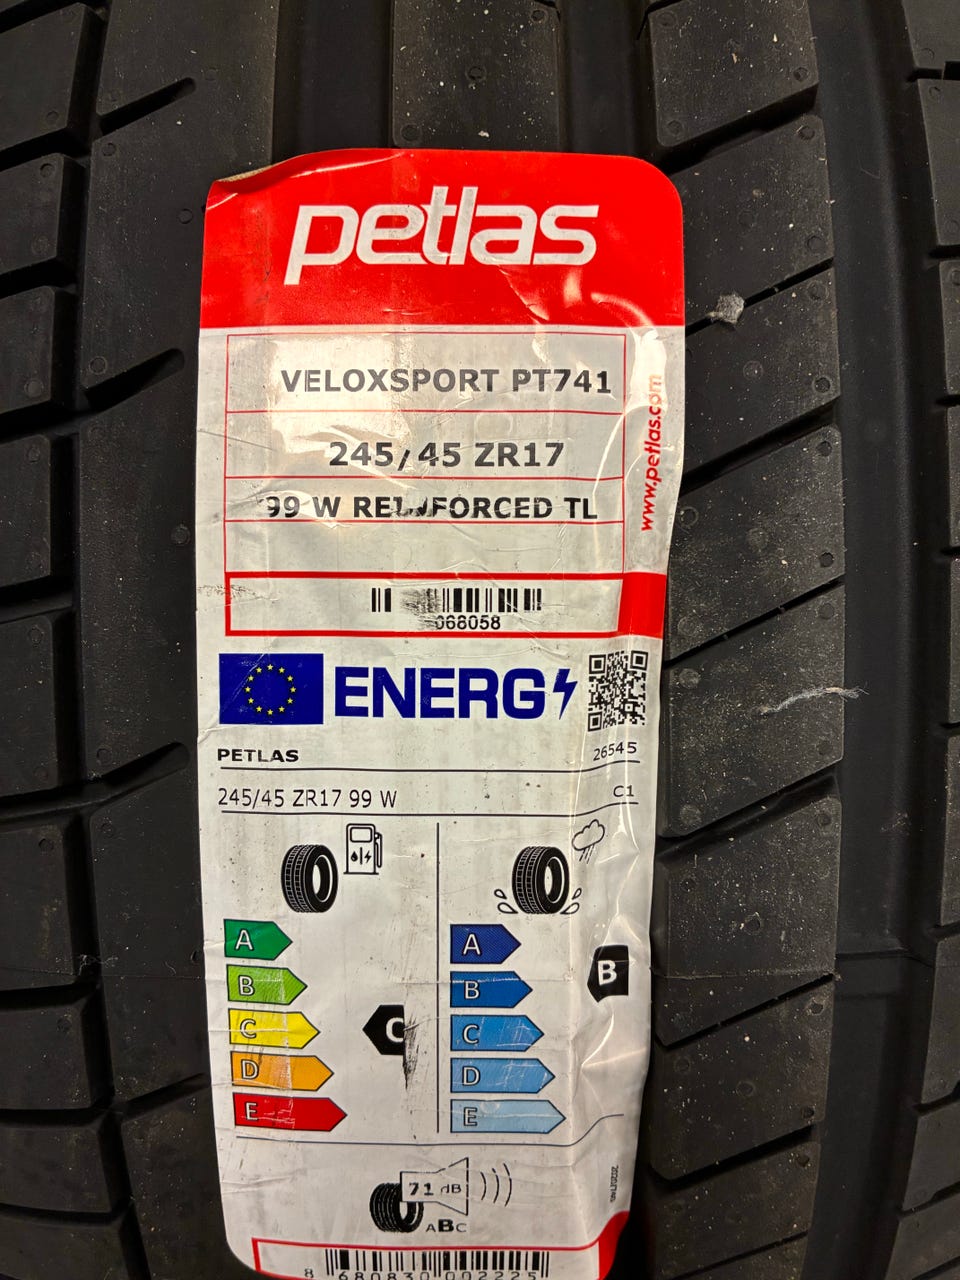 petlas
VELOXSPORT PT741
245/45 ZR17
99 W REINFORCED TL
www.petlas.com
068058
ENERG
PETLAS
26545
245/45 ZR17 99 W
C1
A
B
C
D
E
C
A
B
C
D
E
B
71 dB
ABC
8 680830 002225